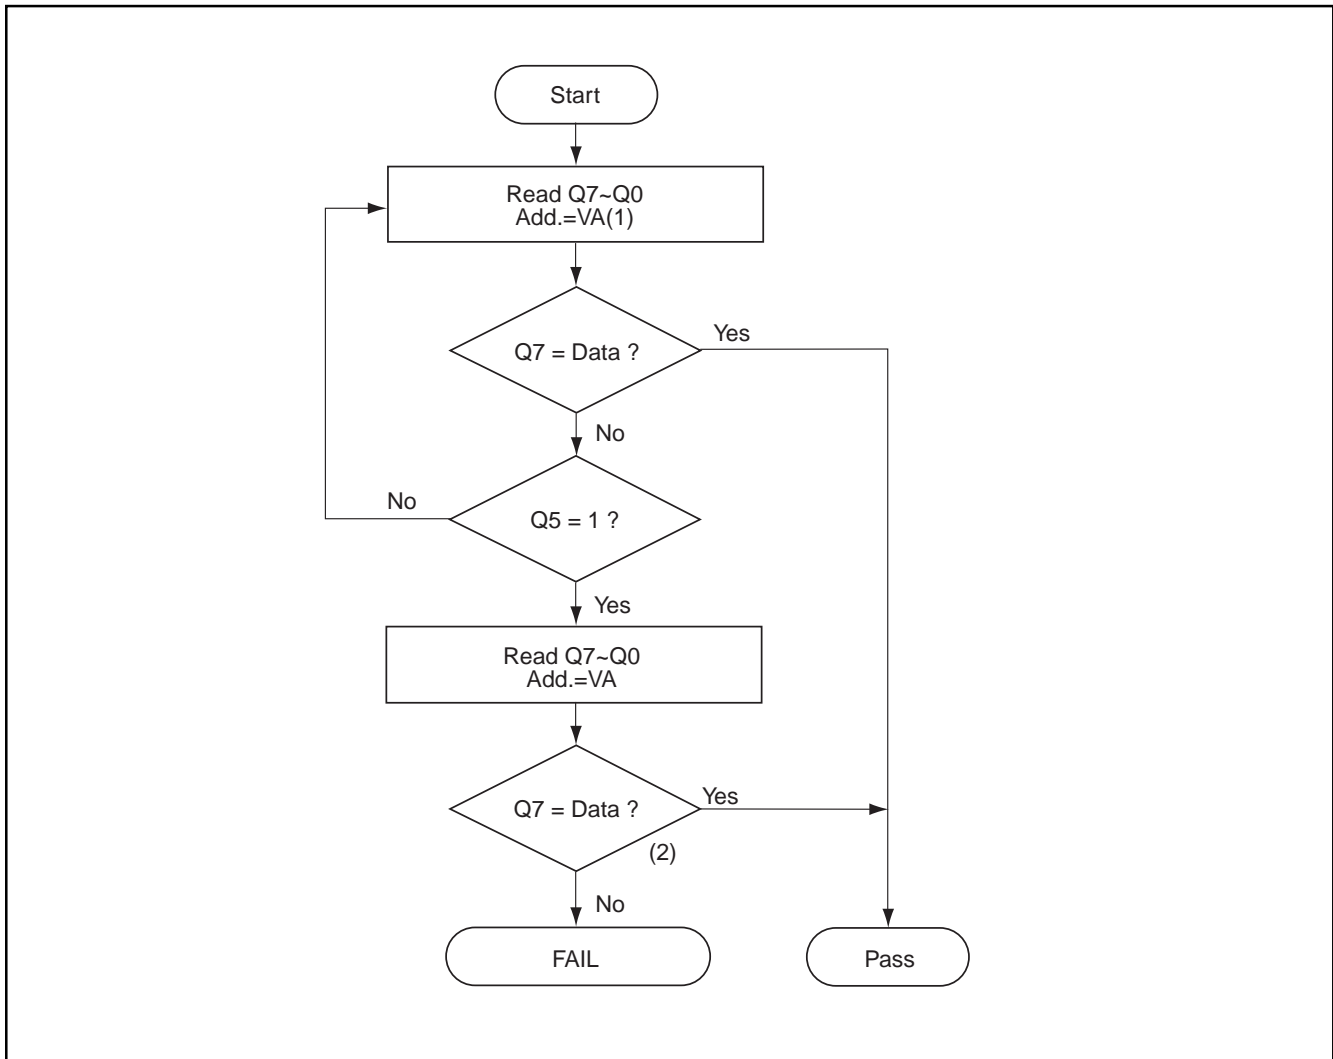 Start
Read Q7~Q0
Add.=VA(1)
Q7 = Data ?
Yes
No
Q5 = 1 ?
No
Yes
Read Q7~Q0
Add.=VA
Q7 = Data ?
Yes
(2)
No
FAIL
Pass